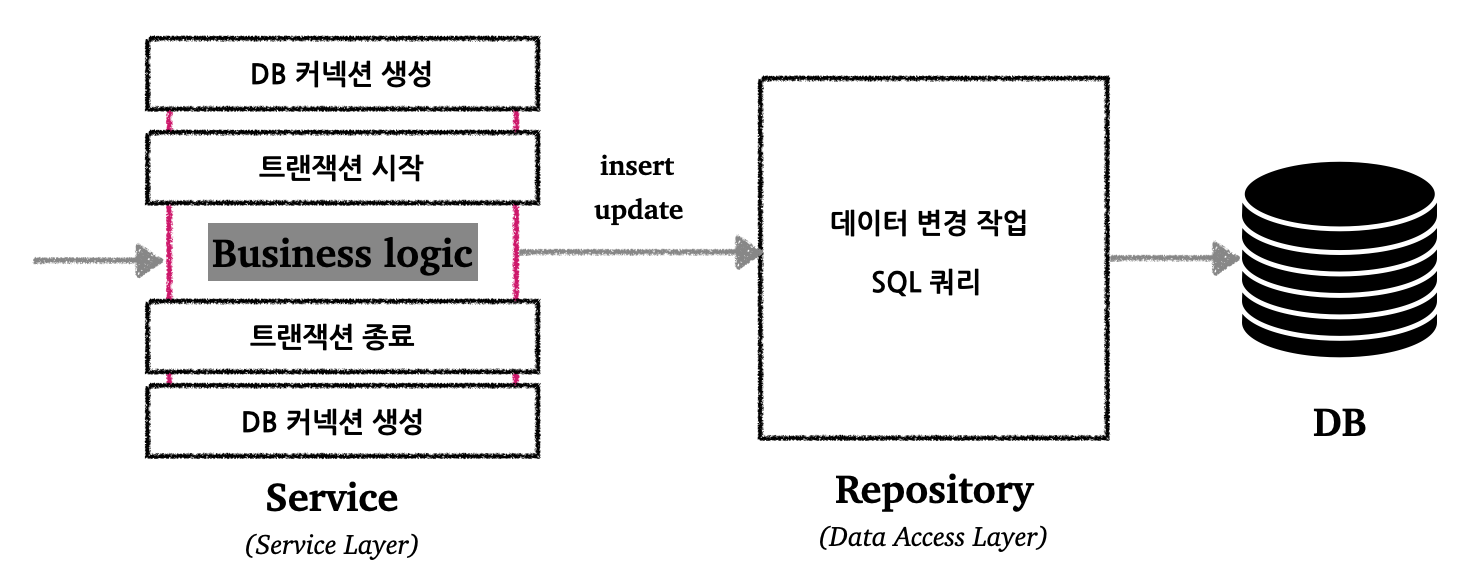 DB 커넥션 생성
트랜잭션 시작
Business logic
트랜잭션 종료
DB 커넥션 생성
Service
(Service Layer)
insert
update
데이터 변경 작업
SQL 쿼리
Repository
(Data Access Layer)
DB